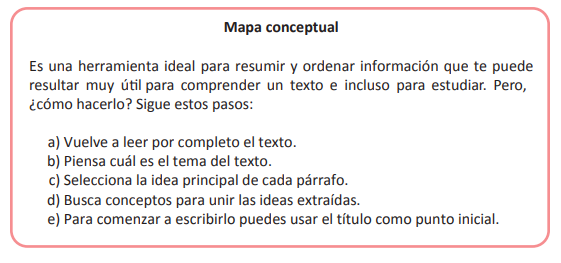 Mapa conceptual
Es una herramienta ideal para resumir y ordenar información que te puede
resultar muy útil para comprender un texto e incluso para estudiar. Pero,
¿cómo hacerlo? Sigue estos pasos:
a) Vuelve a leer por completo el texto.
b) Piensa cuál es el tema del texto.
c) Selecciona la idea principal de cada párrafo.
d) Busca conceptos para unir las ideas extraídas.
e) Para comenzar a escribirlo puedes usar el título como punto inicial.